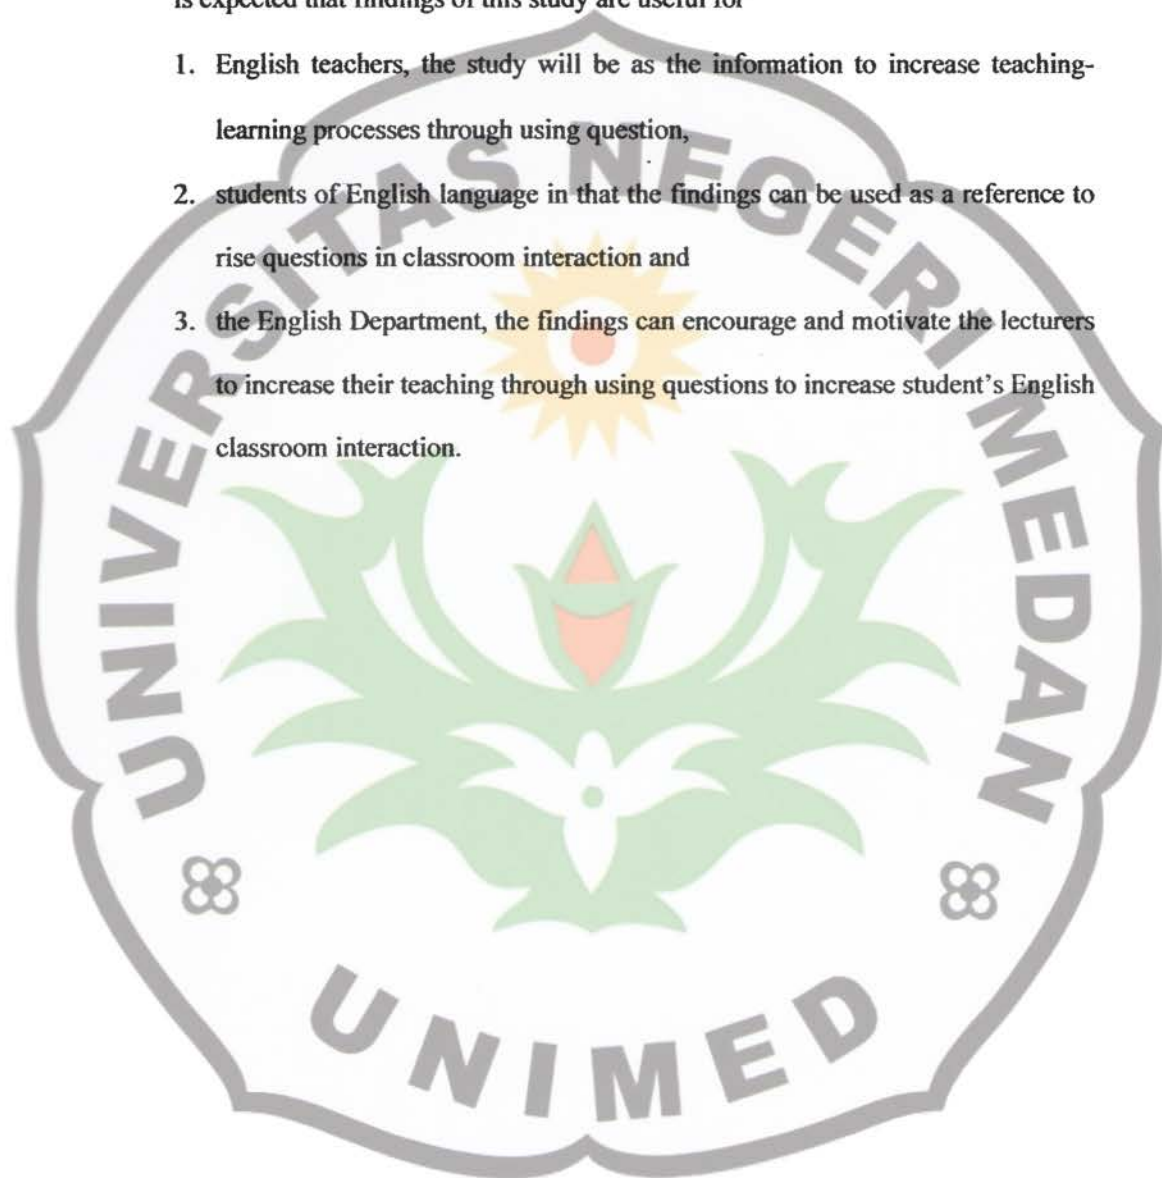 is expected that findings of this study are useful for
1. English teachers, the study will be as the information to increase teaching-
learning processes through using question,
2. students of English language in that the findings can be used as a reference to
rise questions in classroom interaction and
3. the English Department, the findings can encourage and motivate the lecturers
to increase their teaching through using questions to increase student's English
classroom interaction.
UNIVERSITAS NEGERI MEDAN
UNIMED